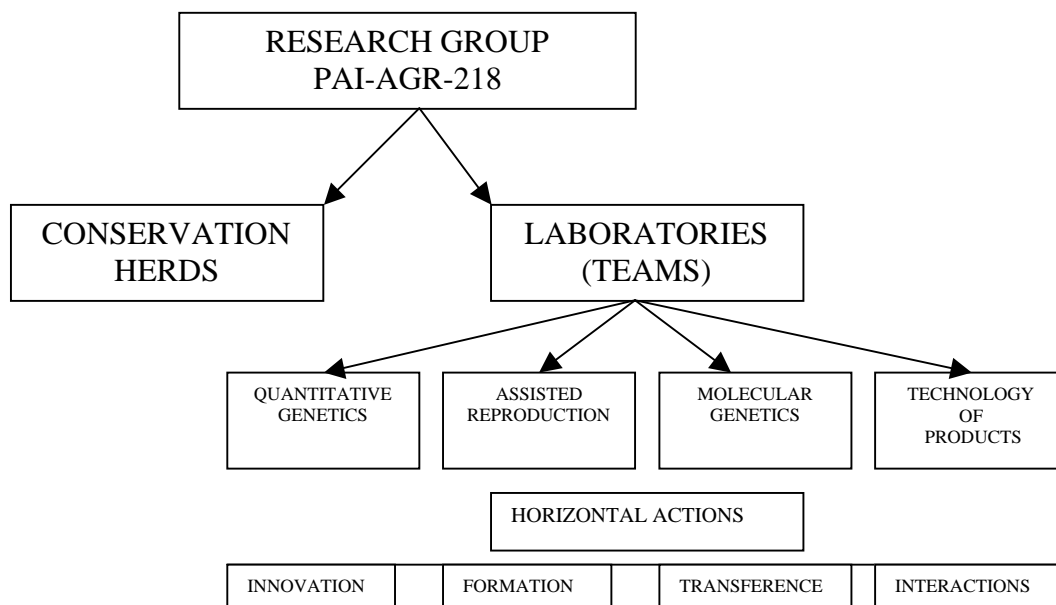 RESEARCH GROUP
PAI-AGR-218
CONSERVATION
HERDS
LABORATORIES
(TEAMS)
QUANTITATIVE
GENETICS
ASSISTED
REPRODUCTION
MOLECULAR
GENETICS
TECHNOLOGY
OF
PRODUCTS
HORIZONTAL ACTIONS
INNOVATION
FORMATION
TRANSFERENCE
INTERACTIONS